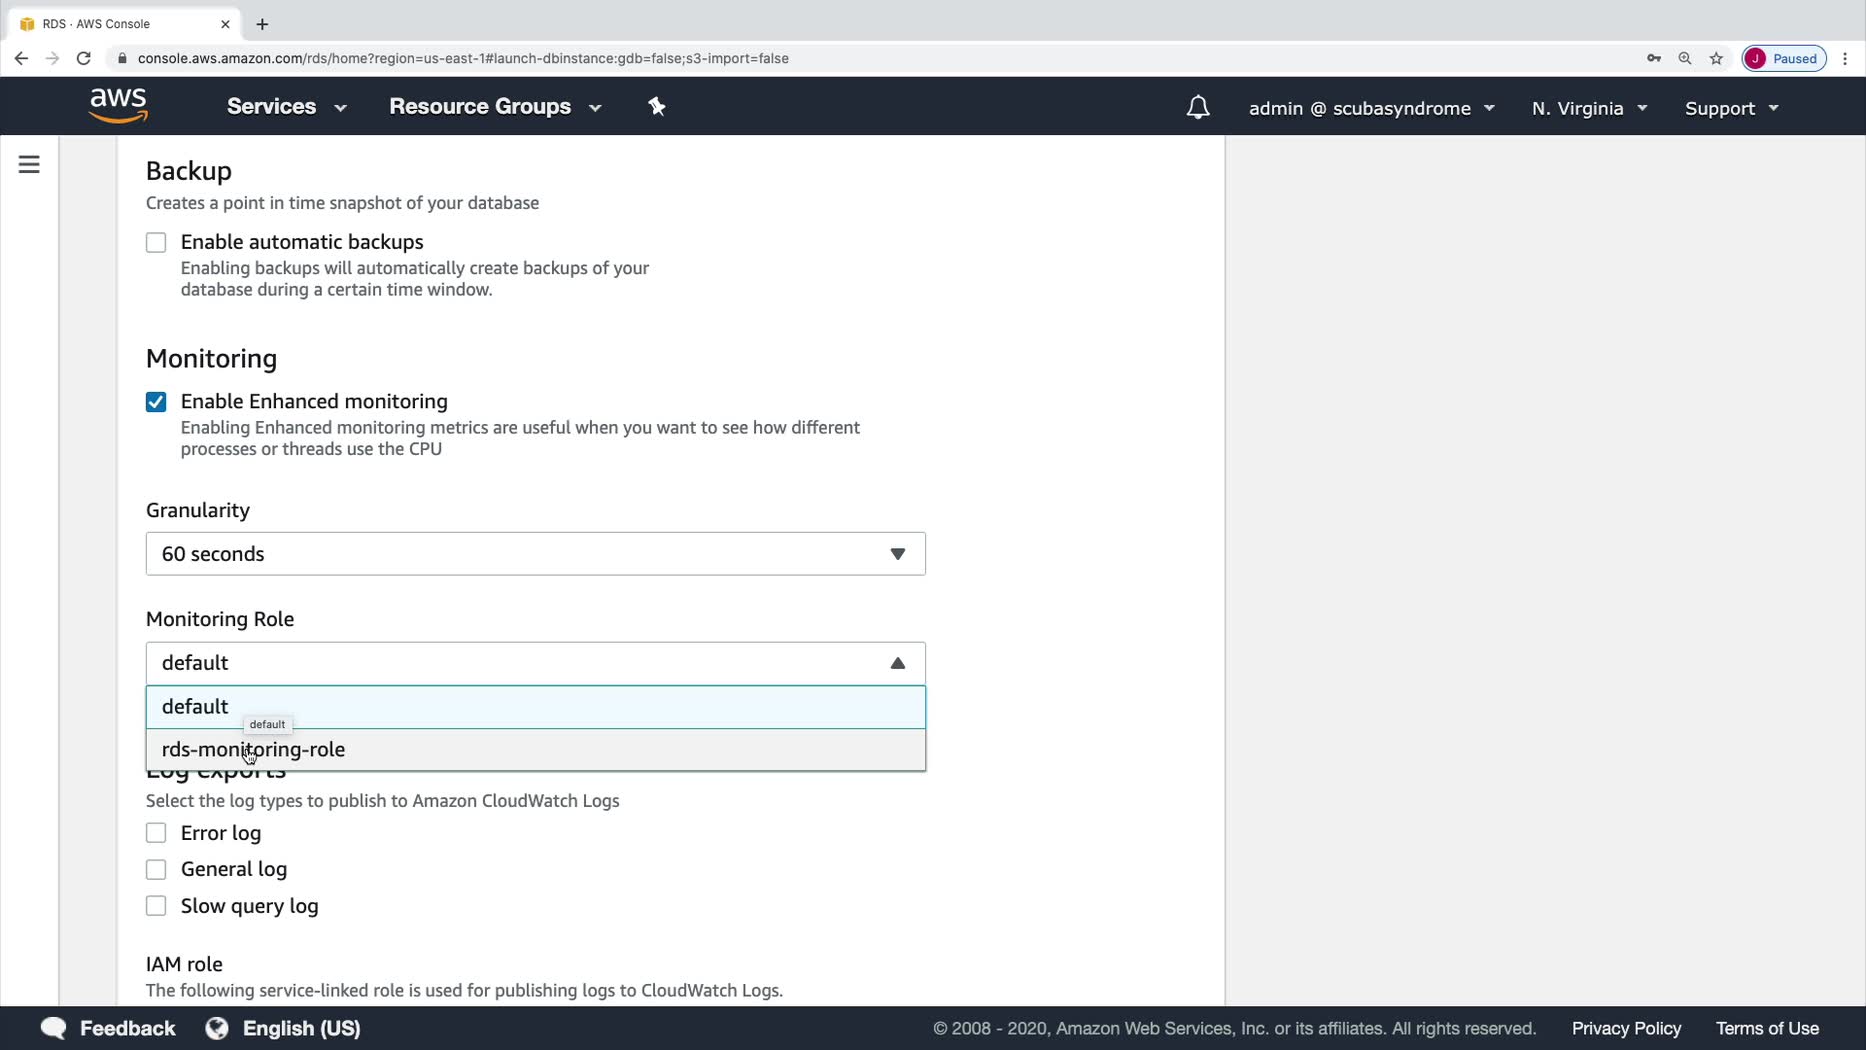 RDS · AWS Console
console.aws.amazon.com/rds/home?region=us-east-1#launch-dbinstance:gdb=false;s3-import=false
J Paused
aws Services Resource Groups admin @ scubasyndrome N. Virginia Support
Backup
Creates a point in time snapshot of your database
Enable automatic backups
Enabling backups will automatically create backups of your
database during a certain time window.
Monitoring
Enable Enhanced monitoring
Enabling Enhanced monitoring metrics are useful when you want to see how different
processes or threads use the CPU
Granularity
60 seconds
Monitoring Role
default
default
default
rds-monitoring-role
Log exports
Select the log types to publish to Amazon CloudWatch Logs
Error log
General log
Slow query log
IAM role
The following service-linked role is used for publishing logs to CloudWatch Logs.
Feedback English (US) © 2008 - 2020, Amazon Web Services, Inc. or its affiliates. All rights reserved. Privacy Policy Terms of Use